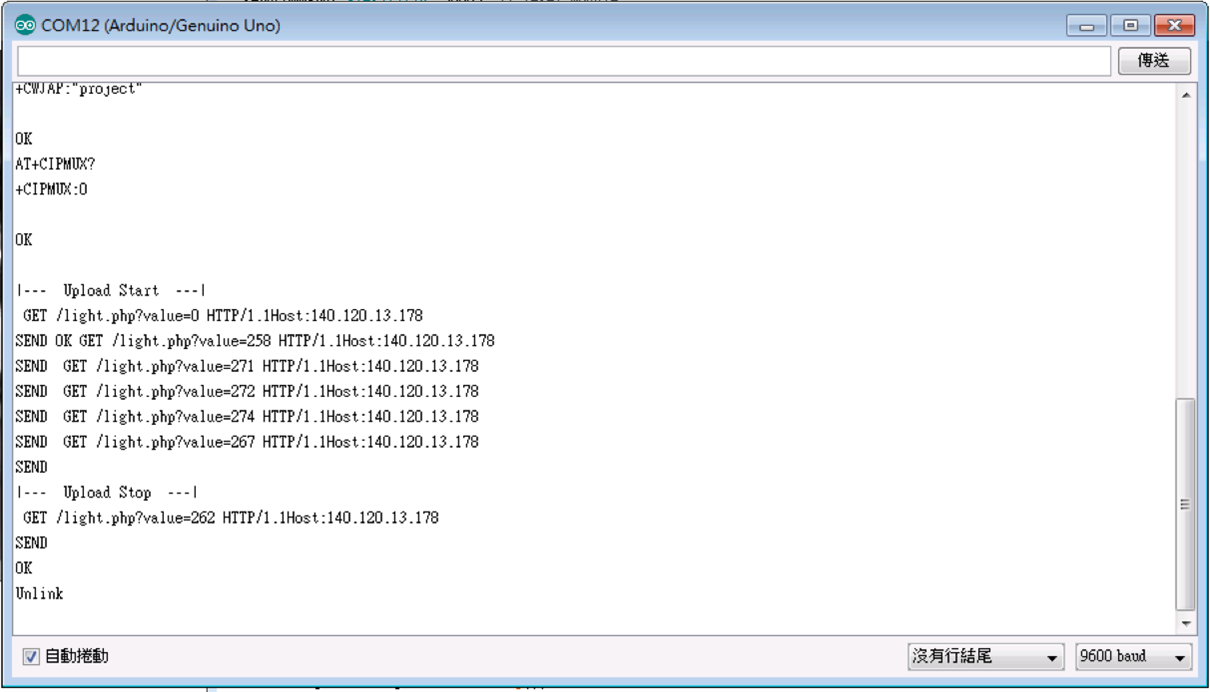 COM12 (Arduino/Genuino Uno)
傳送
+CWJAP:"project"
OK
AT+CIPMUX?
+CIPMUX:0
OK
|---  Upload Start  ---|
GET /light.php?value=0 HTTP/1.1Host:140.120.13.178
SEND OK GET /light.php?value=258 HTTP/1.1Host:140.120.13.178
SEND  GET /light.php?value=271 HTTP/1.1Host:140.120.13.178
SEND  GET /light.php?value=272 HTTP/1.1Host:140.120.13.178
SEND  GET /light.php?value=274 HTTP/1.1Host:140.120.13.178
SEND  GET /light.php?value=267 HTTP/1.1Host:140.120.13.178
SEND
|---  Upload Stop  ---|
GET /light.php?value=262 HTTP/1.1Host:140.120.13.178
SEND
OK
Unlink
自動捲動
沒有行結尾
9600 baud